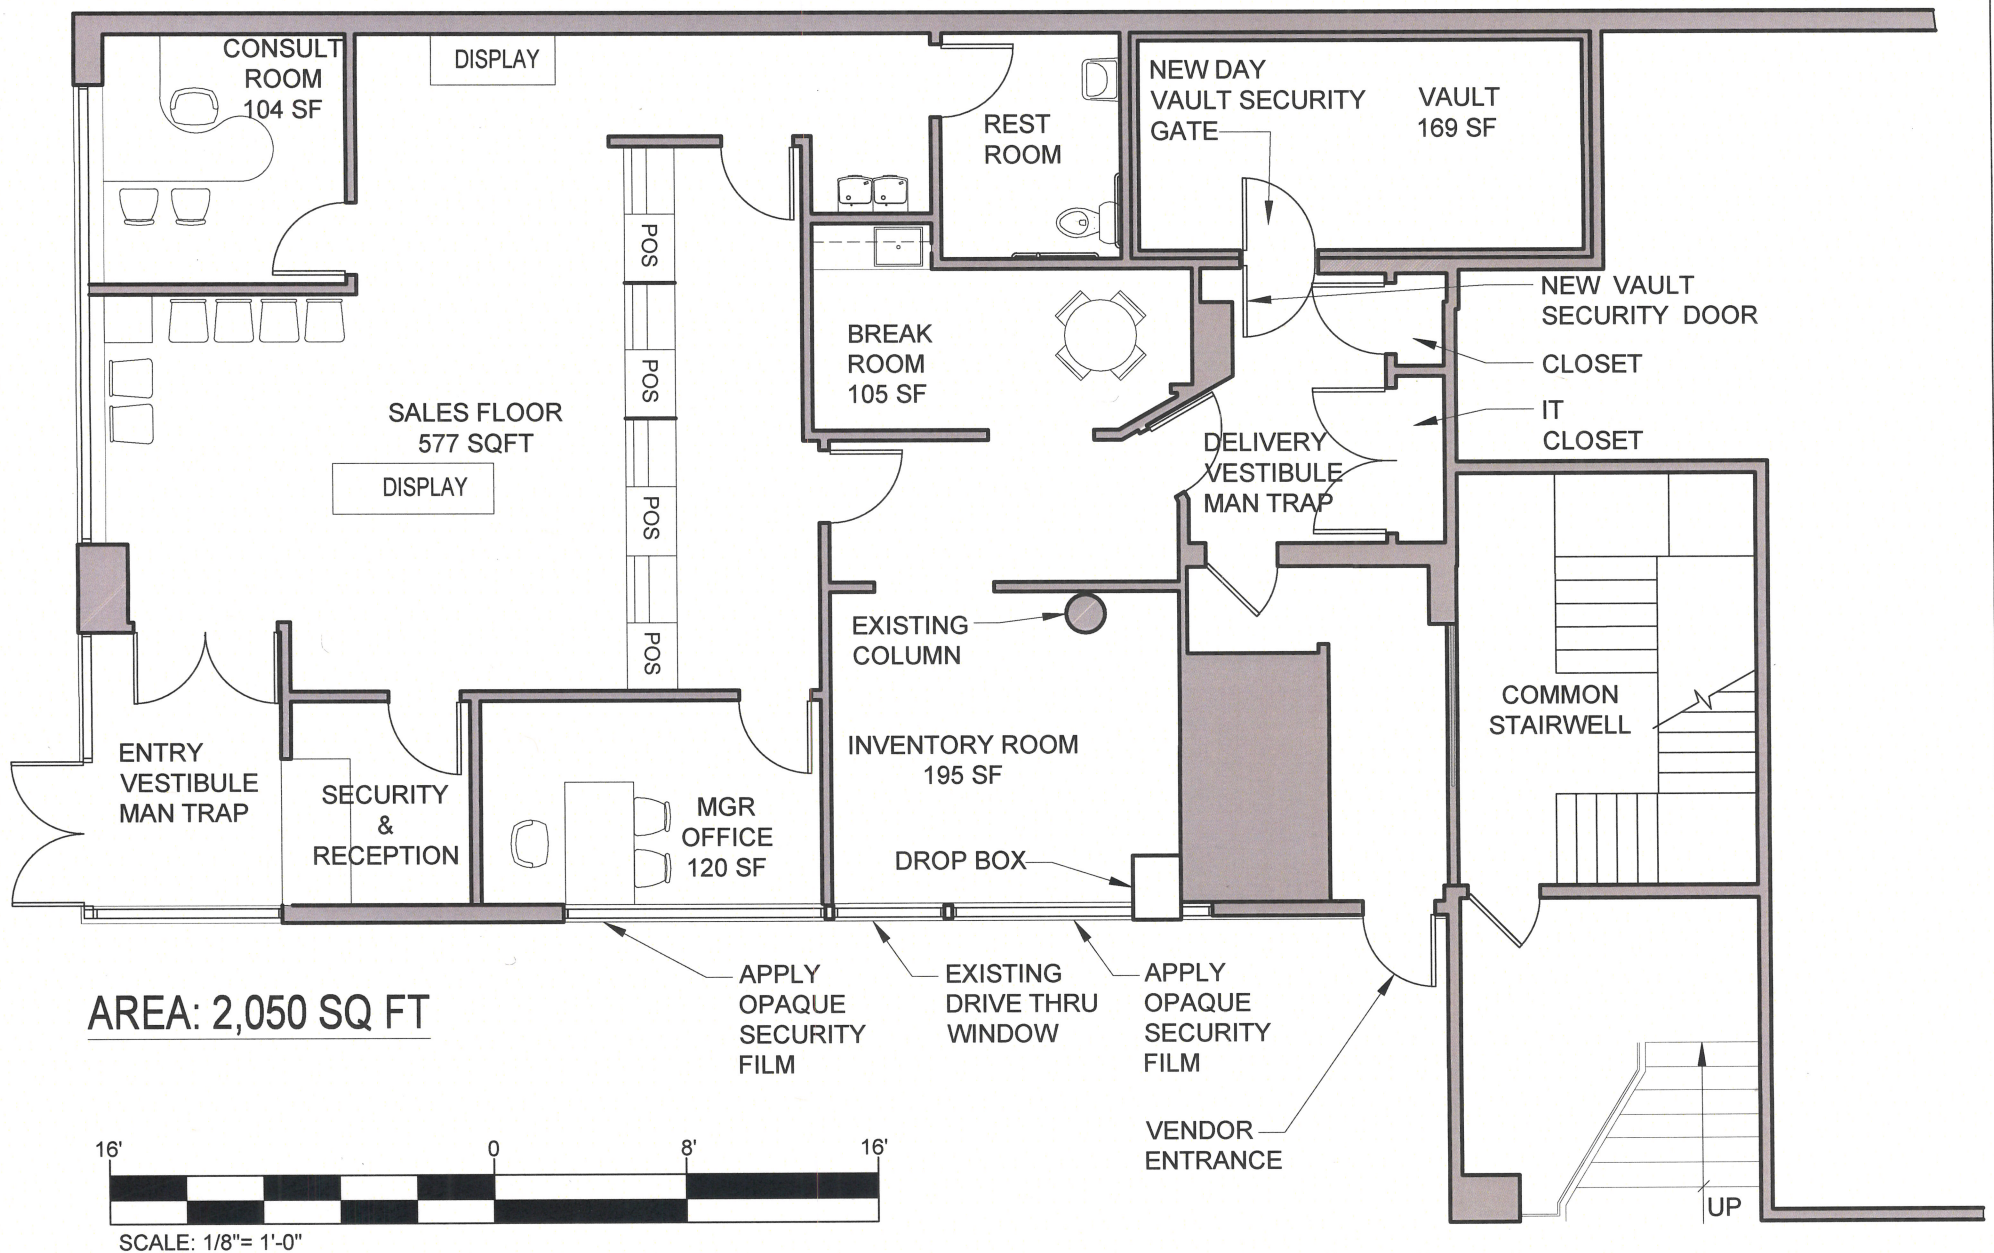 CONSULT
ROOM
104 SF
DISPLAY
REST
ROOM
NEW DAY
VAULT SECURITY
GATE
VAULT
169 SF
POS
NEW VAULT
SECURITY DOOR
CLOSET
IT
CLOSET
BREAK
ROOM
105 SF
POS
SALES FLOOR
577 SQFT
DISPLAY
DELIVERY
VESTIBULE
MAN TRAP
POS
EXISTING
COLUMN
POS
COMMON
STAIRWELL
ENTRY
VESTIBULE
MAN TRAP
SECURITY
&
RECEPTION
MGR
OFFICE
120 SF
INVENTORY ROOM
195 SF
DROP BOX
APPLY
OPAQUE
SECURITY
FILM
EXISTING
DRIVE THRU
WINDOW
APPLY
OPAQUE
SECURITY
FILM
AREA: 2,050 SQ FT
VENDOR
ENTRANCE
UP
16' 0 8' 16'
SCALE: 1/8"= 1'-0"